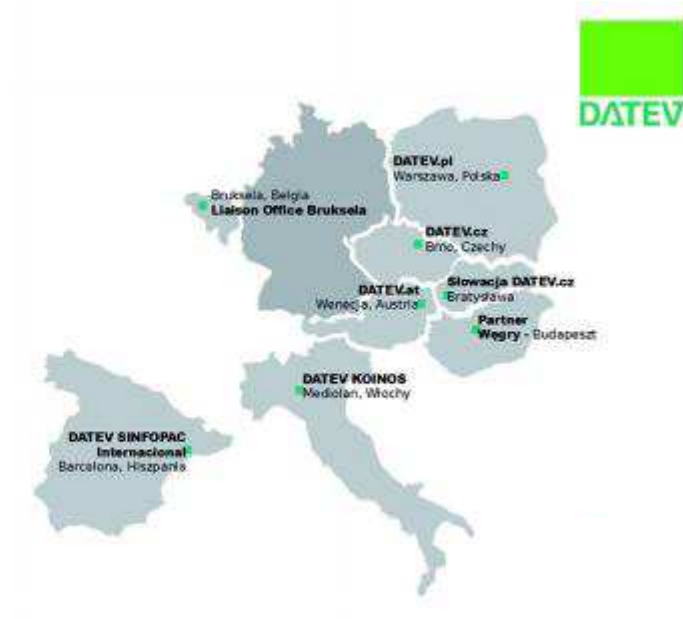 DATEV
DATEV.pl
Warszawa, Polska
Bruksela, Belgia
Liaison Office Bruksela
DATEV.cz
Brno, Czechy
Słowacja DATEV.cz
Bratysława
DATEV.at
Wenecja, Austria
Partner
Węgry - Budapeszt
DATEV KOINOS
Mediolan, Włochy
DATEV SINFOPAC
Internacional
Barcelona, Hiszpania